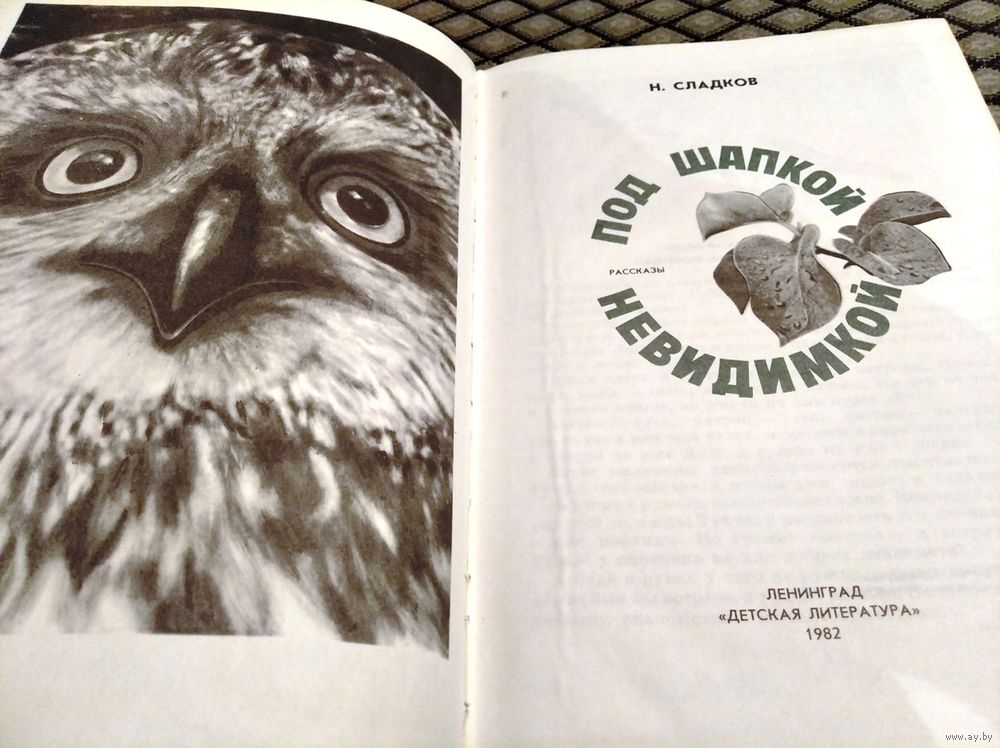 Н. СЛАДКОВ
ПОД ШАПКОЙ
РАССКАЗЫ
НЕВИДИМКОЙ
ЛЕНИНГРАД
«ДЕТСКАЯ ЛИТЕРАТУРА»
1982
www.ay.by